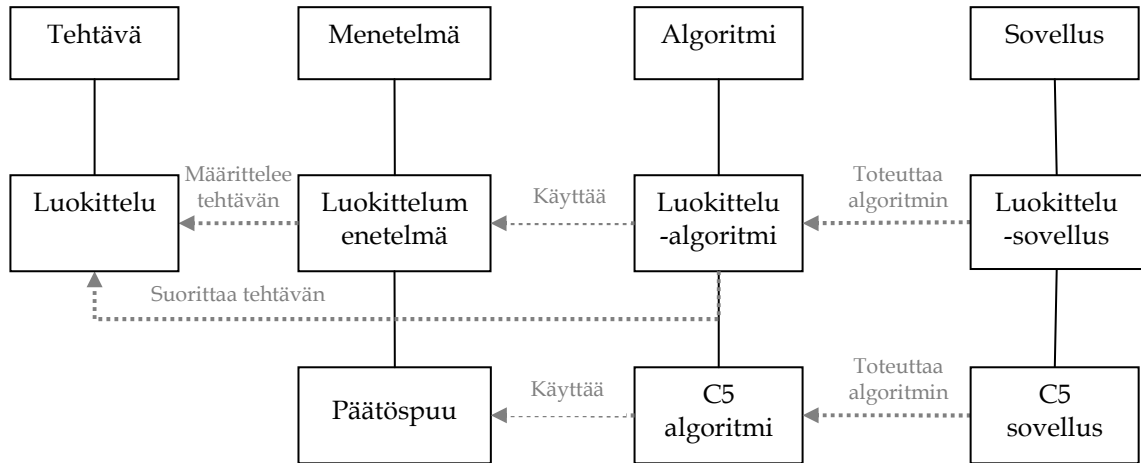 Tehtävä
Menetelmä
Algoritmi
Sovellus
Luokittelu
Määrittelee
tehtävän
Luokittelum
enetelmä
Käyttää
Luokittelu
-algoritmi
Toteuttaa
algoritmin
Luokittelu
-sovellus
Suorittaa tehtävän
Päätöspuu
Käyttää
C5
algoritmi
Toteuttaa
algoritmin
C5
sovellus